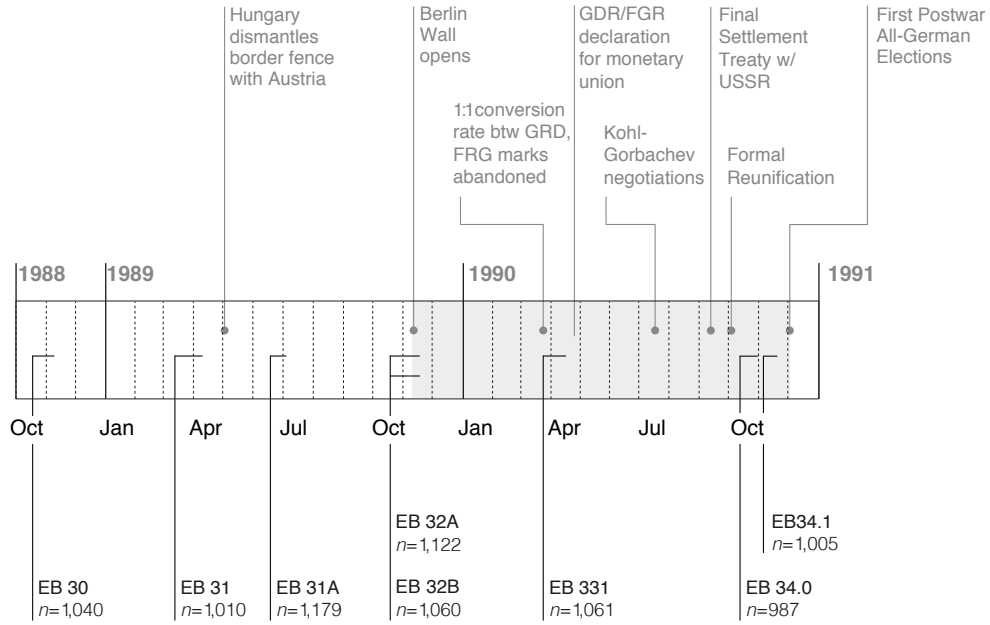 Hungary
dismantles
border fence
with Austria
Berlin
Wall
opens
GDR/FGR
declaration
for monetary
union
Final
Settlement
Treaty w/
USSR
First Postwar
All-German
Elections
1:1 conversion
rate btw GRD,
FRG marks
abandoned
Kohl-
Gorbachev
negotiations
Formal
Reunification
1988
1989
1990
1991
Oct
Jan
Apr
Jul
Oct
Jan
Apr
Jul
Oct
EB 32A
n=1,122
EB34.1
n=1,005
EB 30
n=1,040
EB 31
n=1,010
EB 31A
n=1,179
EB 32B
n=1,060
EB 331
n=1,061
EB 34.0
n=987